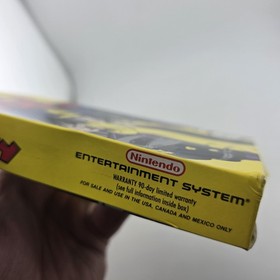 Nintendo
ENTERTAINMENT SYSTEM®
WARRANTY 90-day limited warranty
(see full information inside box)
FOR SALE AND USE IN THE USA, CANADA AND MEXICO ONLY